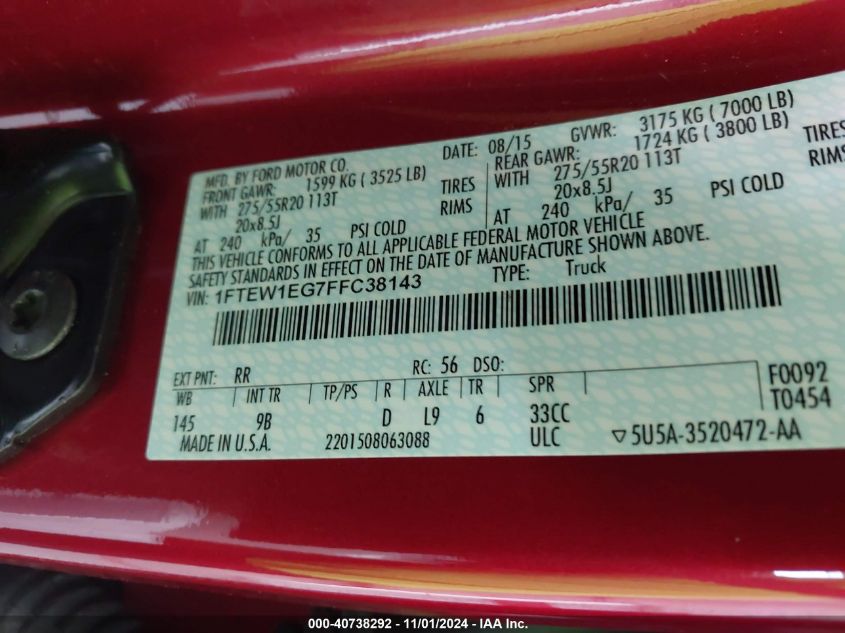 MFD. BY FORD MOTOR CO.
DATE: 08/15 GVWR: 3175 KG ( 7000 LB)
FRONT GAWR: 1599 KG ( 3525 LB)
REAR GAWR: 1724 KG ( 3800 LB)
WITH 275/55R20 113T TIRES
WITH 275/55R20 113T TIRES
20x8.5J RIMS
20x8.5J RIMS
AT 240 kPa/ 35 PSI COLD
AT 240 kPa/ 35 PSI COLD
THIS VEHICLE CONFORMS TO ALL APPLICABLE FEDERAL MOTOR VEHICLE
SAFETY STANDARDS IN EFFECT ON THE DATE OF MANUFACTURE SHOWN ABOVE.
VIN: 1FTEW1EG7FFC38143 TYPE: Truck
EXT PNT: RR RC: 56 DSO:
WB INT TR TP/PS R AXLE TR SPR F0092
145 9B D L9 6 33CC T0454
MADE IN U.S.A. 2201508063088 ULC ▽5U5A-3520472-AA
000-40738292 - 11/01/2024 - IAA Inc.